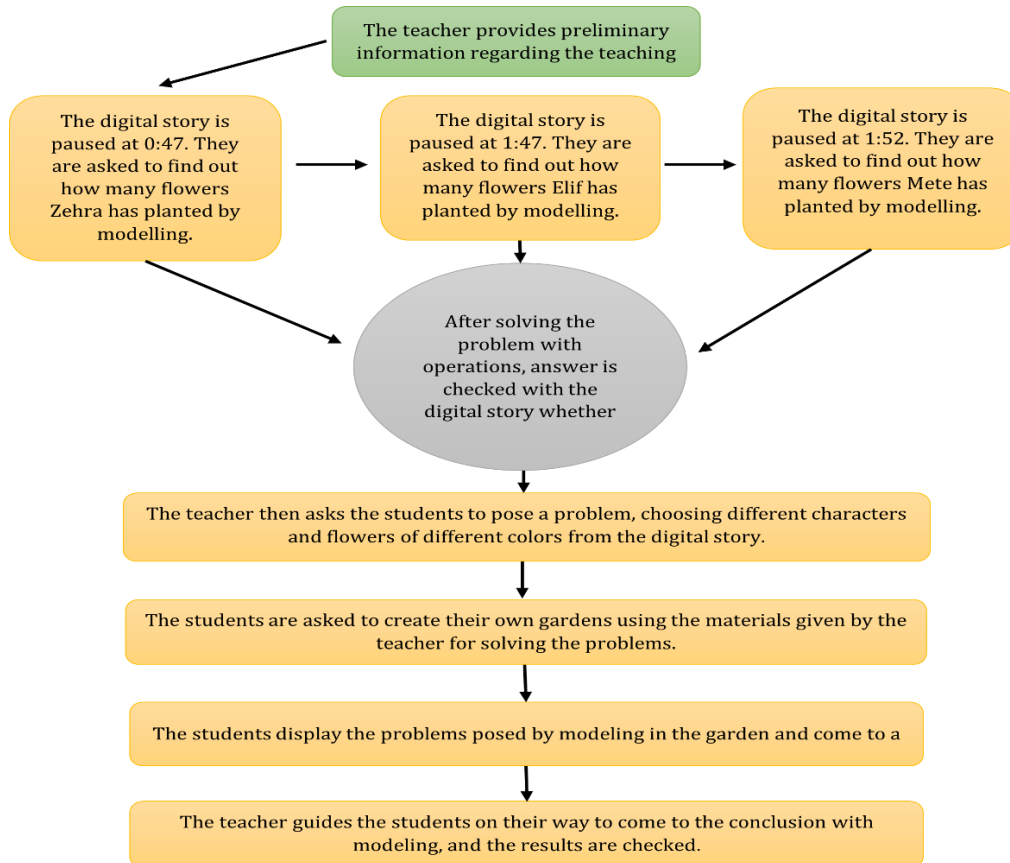 The teacher provides preliminary
information regarding the teaching
The digital story is
paused at 0:47. They
are asked to find out
how many flowers
Zehra has planted by
modelling.
The digital story is
paused at 1:47. They are
asked to find out how
many flowers Elif has
planted by modelling.
The digital story is
paused at 1:52. They are
asked to find out how
many flowers Mete has
planted by modelling.
After solving the
problem with
operations, answer is
checked with the
digital story whether
The teacher then asks the students to pose a problem, choosing different characters
and flowers of different colors from the digital story.
The students are asked to create their own gardens using the materials given by the
teacher for solving the problems.
The students display the problems posed by modeling in the garden and come to a
The teacher guides the students on their way to come to the conclusion with
modeling, and the results are checked.